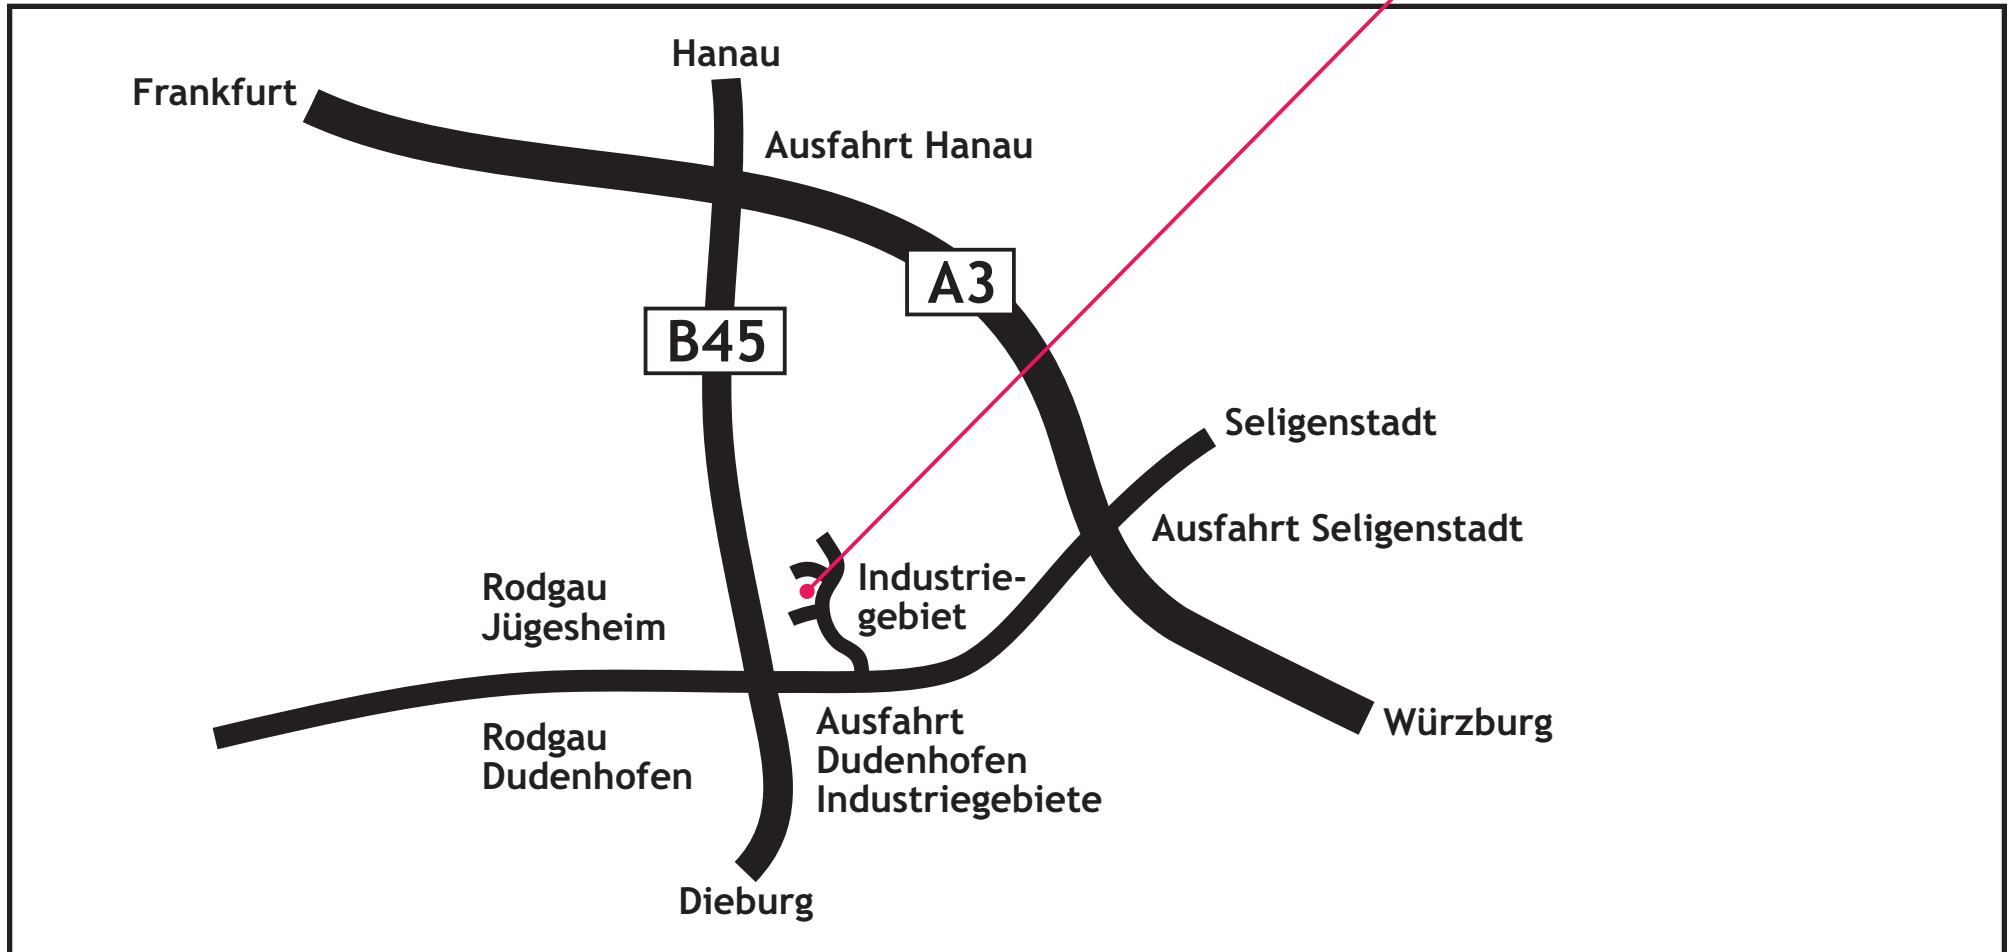 Hanau
Frankfurt
Ausfahrt Hanau
A3
B45
Seligenstadt
Ausfahrt Seligenstadt
Industrie-
gebiet
Rodgau
Jügesheim
Rodgau
Dudenhofen
Ausfahrt
Dudenhofen
Industriegebiete
Würzburg
Dieburg